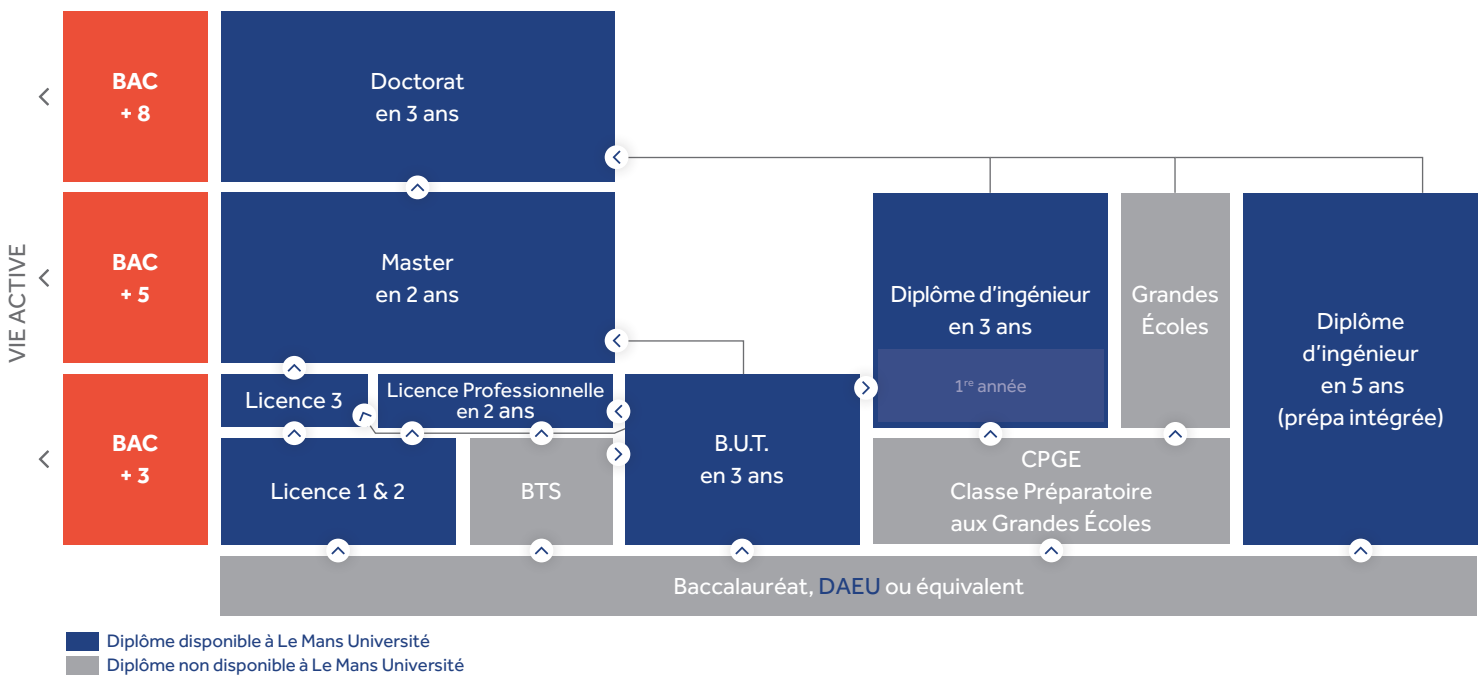 VIE ACTIVE
BAC
+ 8
Doctorat
en 3 ans
BAC
+ 5
Master
en 2 ans
Diplôme d'ingénieur
en 3 ans
1re année
Grandes
Écoles
Diplôme
d'ingénieur
en 5 ans
(prépa intégrée)
BAC
+ 3
Licence 3
Licence Professionnelle
en 2 ans
Licence 1 & 2
BTS
B.U.T.
en 3 ans
CPGE
Classe Préparatoire
aux Grandes Écoles
Baccalauréat, DAEU ou équivalent
Diplôme disponible à Le Mans Université
Diplôme non disponible à Le Mans Université